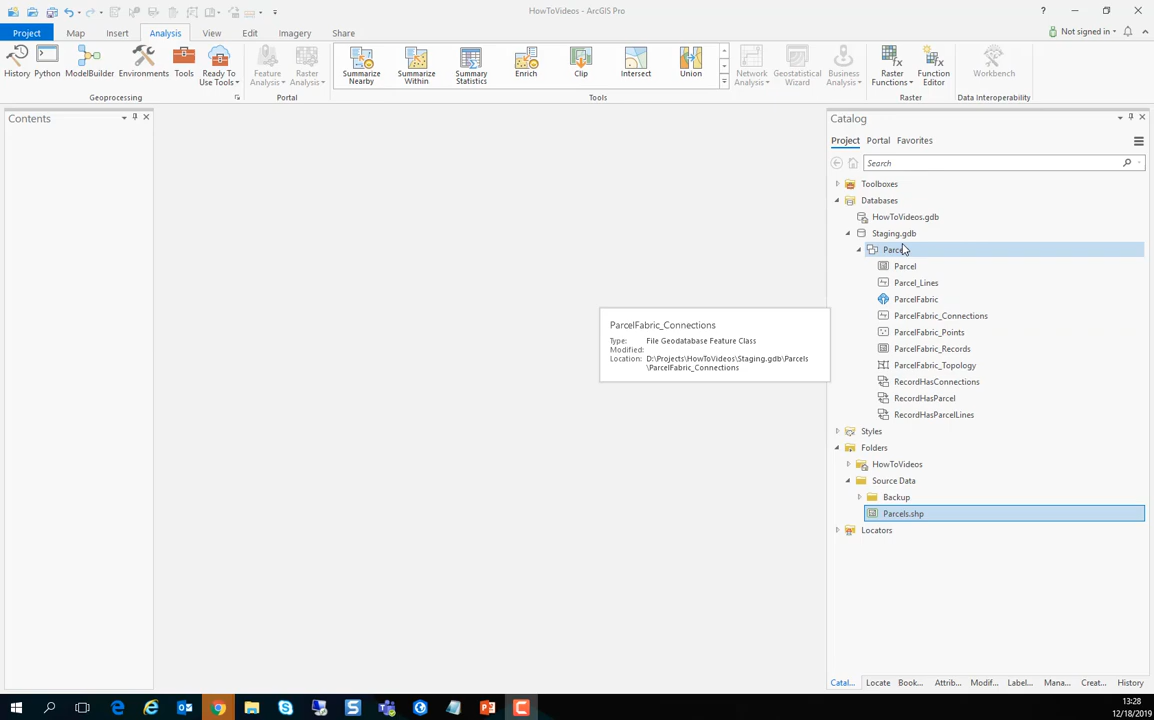 HowToVideos - ArcGIS Pro
?
Project Map Insert Analysis View Edit Imagery Share
Not signed in
History Python ModelBuilder Environments Tools Ready To Use Tools
Feature Analysis Raster Analysis
Summarize Nearby Summarize Within Summary Statistics Enrich Clip Intersect Union
Network Analysis Geostatistical Wizard Business Analysis
Raster Functions Function Editor Workbench
Geoprocessing Portal Tools Raster Data Interoperability
Contents
Catalog
Project Portal Favorites
Search
Toolboxes
Databases
HowToVideos.gdb
Staging.gdb
Parcel
Parcel_Lines
ParcelFabric
ParcelFabric_Connections
ParcelFabric_Points
ParcelFabric_Records
ParcelFabric_Topology
RecordHasConnections
RecordHasParcel
RecordHasParcelLines
Styles
Folders
HowToVideos
Source Data
Backup
Parcels.shp
Locators
ParcelFabric_Connections
Type: File Geodatabase Feature Class
Modified:
Location: D:\Projects\HowToVideos\Staging.gdb\Parcels
\ParcelFabric_Connections
Catal... Locate Book... Attrib... Modif... Label... Mana... Creat... History
13:28
12/18/2019